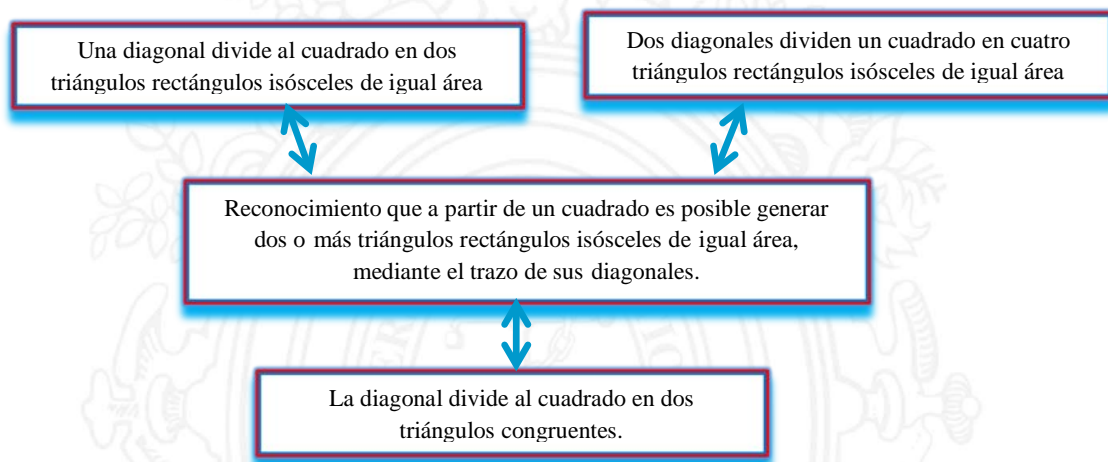 Una diagonal divide al cuadrado en dos
triángulos rectángulos isósceles de igual área
Dos diagonales dividen un cuadrado en cuatro
triángulos rectángulos isósceles de igual área
Reconocimiento que a partir de un cuadrado es posible generar
dos o más triángulos rectángulos isósceles de igual área,
mediante el trazo de sus diagonales.
La diagonal divide al cuadrado en dos
triángulos congruentes.